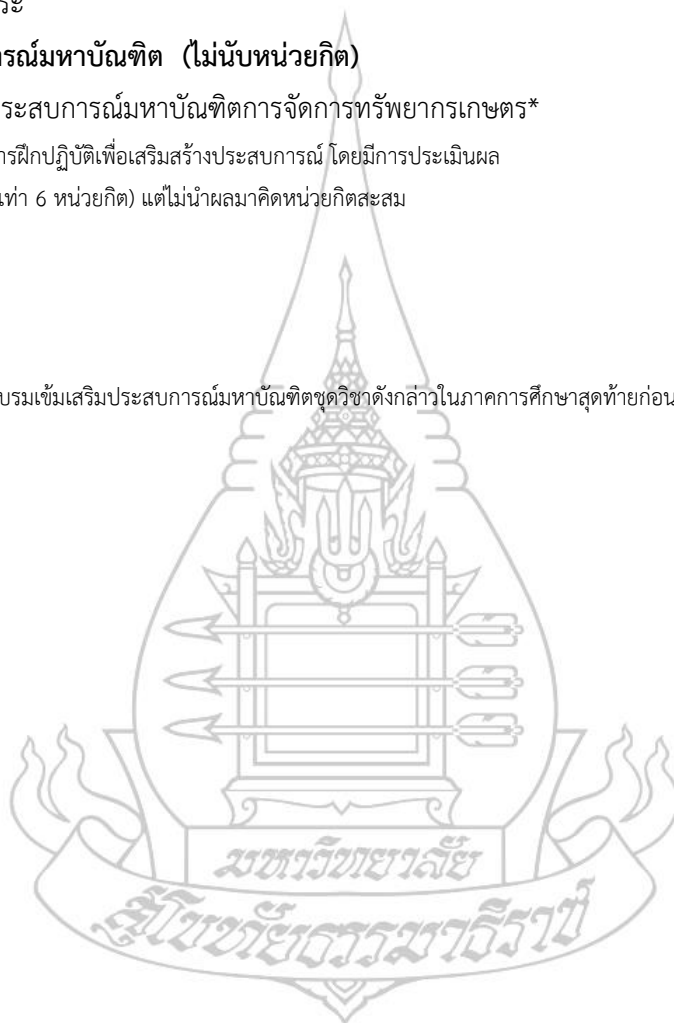 ระ
รณ์มหาบัณฑิต (ไม่นับหน่วยกิต)
ประสบการณ์มหาบัณฑิตการจัดการทรัพยากรเกษตร*
ารฝึกปฏิบัติเพื่อเสริมสร้างประสบการณ์ โดยมีการประเมินผล
เท่า 6 หน่วยกิต) แต่ไม่นำผลมาคิดหน่วยกิตสะสม
บรมเข้มเสริมประสบการณ์มหาบัณฑิตชุดวิชาดังกล่าวในภาคการศึกษาสุดท้ายก่อน
มหาวิทยาลัย
สุโขทัยธรรมาธิราช